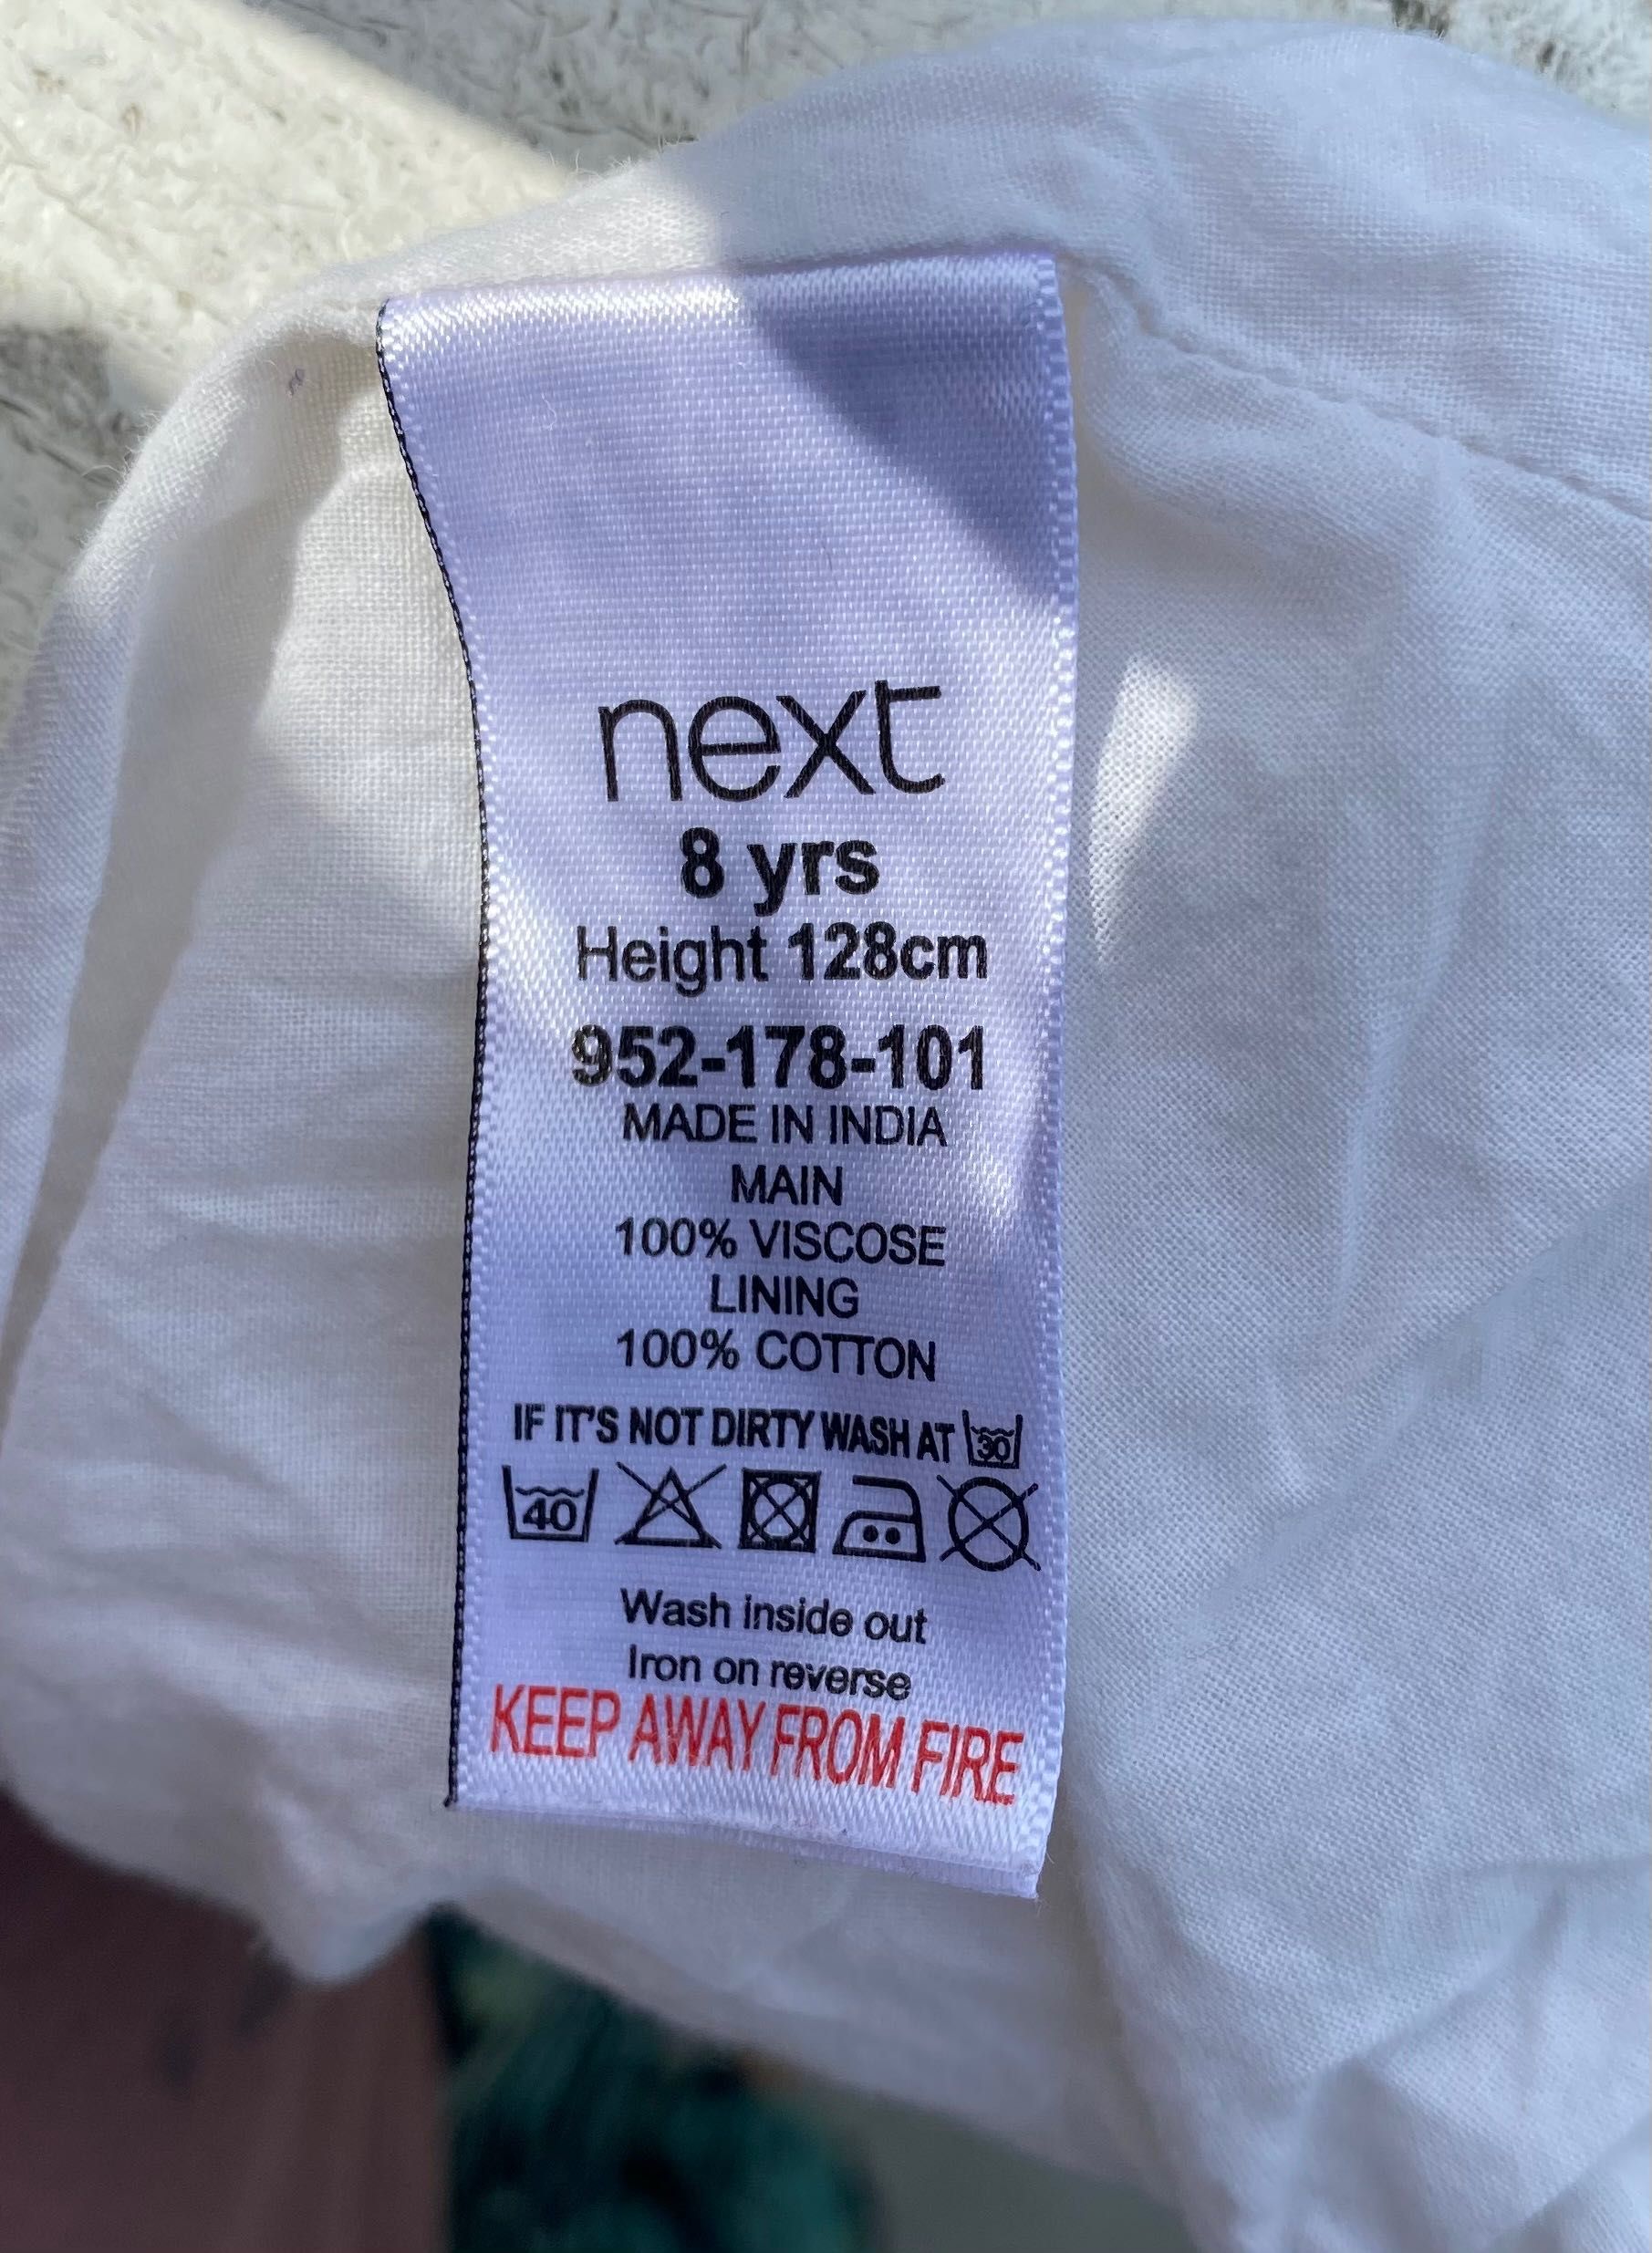 next
8 yrs
Height 128cm
952-178-101
MADE IN INDIA
MAIN
100% VISCOSE
LINING
100% COTTON
IF IT'S NOT DIRTY WASH AT 30
40
Wash inside out
Iron on reverse
KEEP AWAY FROM FIRE